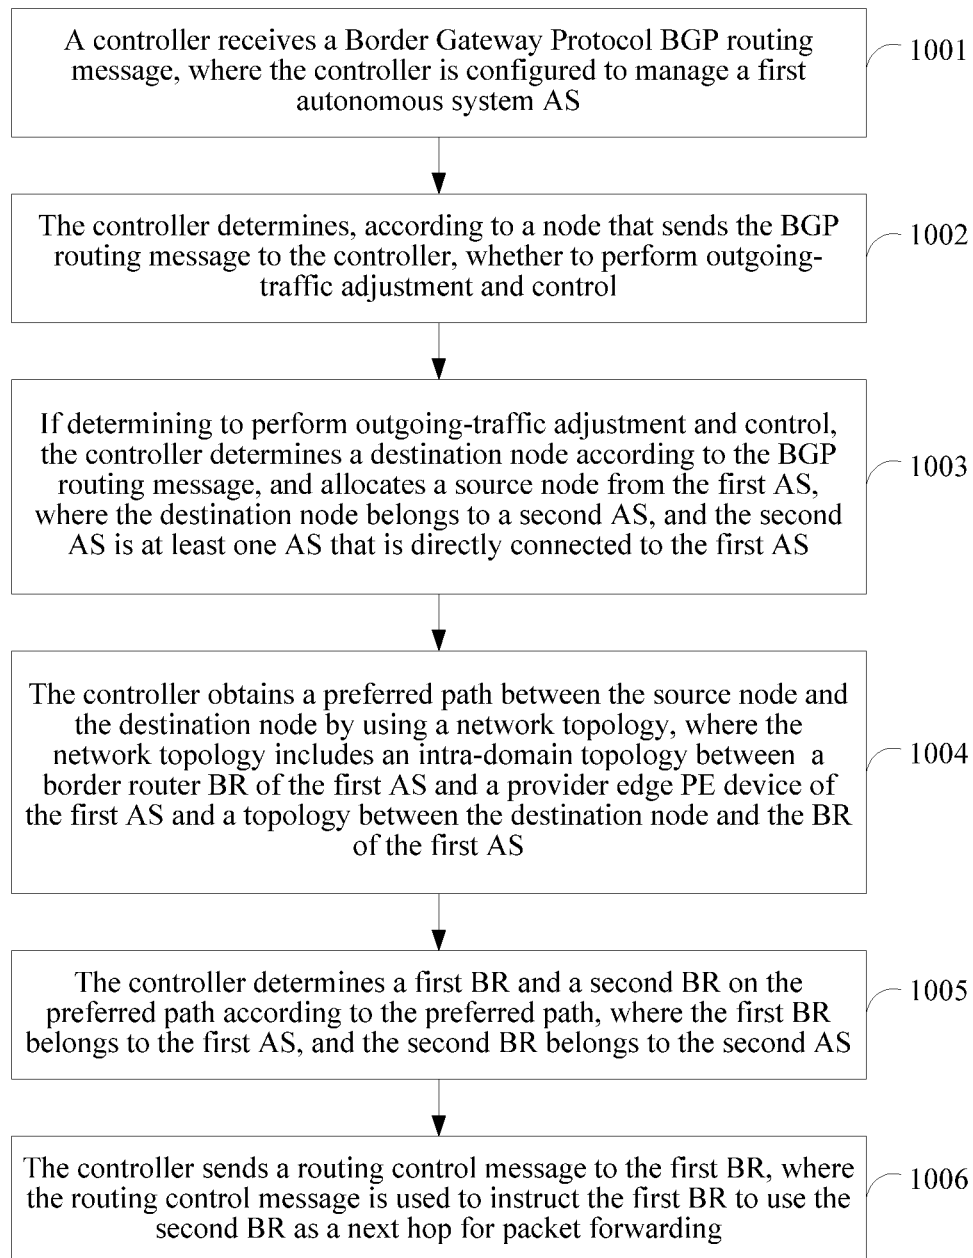 A controller receives a Border Gateway Protocol BGP routing
message, where the controller is configured to manage a first
autonomous system AS
1001
The controller determines, according to a node that sends the BGP
routing message to the controller, whether to perform outgoing-
traffic adjustment and control
1002
If determining to perform outgoing-traffic adjustment and control,
the controller determines a destination node according to the BGP
routing message, and allocates a source node from the first AS,
where the destination node belongs to a second AS, and the second
AS is at least one AS that is directly connected to the first AS
1003
The controller obtains a preferred path between the source node and
the destination node by using a network topology, where the
network topology includes an intra-domain topology between a
border router BR of the first AS and a provider edge PE device of
the first AS and a topology between the destination node and the BR
of the first AS
1004
The controller determines a first BR and a second BR on the
preferred path according to the preferred path, where the first BR
belongs to the first AS, and the second BR belongs to the second AS
1005
The controller sends a routing control message to the first BR, where
the routing control message is used to instruct the first BR to use the
second BR as a next hop for packet forwarding
1006